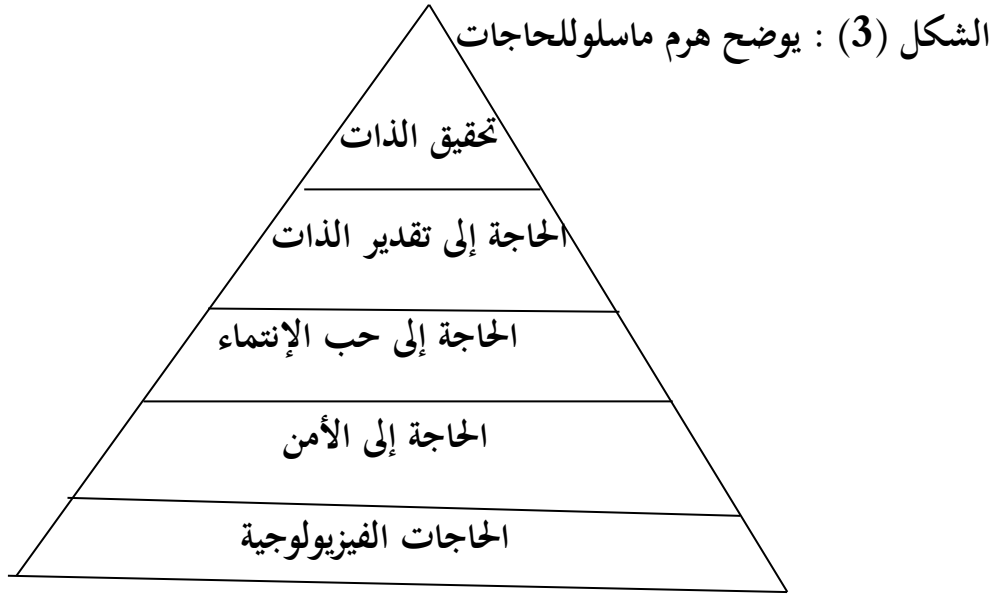 الشكل (3) : يوضح هرم ماسلوللحاجات
تحقيق الذات
الحاجة إلى تقدير الذات
الحاجة إلى حب الإنتماء
الحاجة إلى الأمن
الحاجات الفيزيولوجية